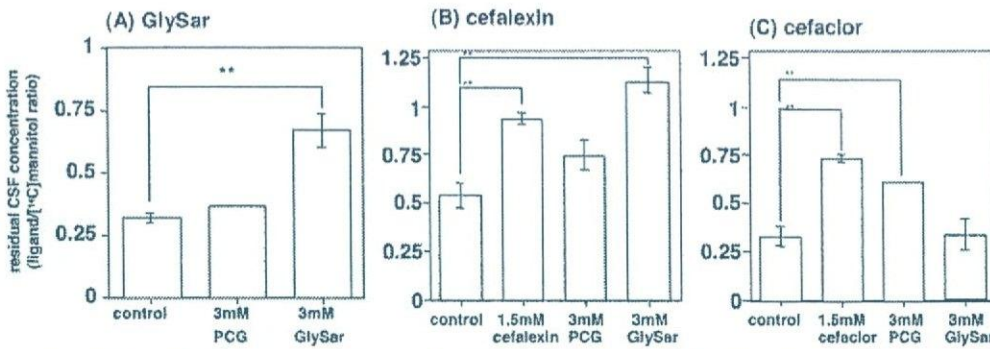 (A) GlySar
(B) cefalexin
(C) cefaclor
residual CSF concentration
(ligand/[¹⁴C]mannitol ratio)
1
0.75
0.5
0.25
0
**
control
3mM
PCG
3mM
GlySar
1.25
1
0.75
0.5
0.25
0
**
**
control
1.5mM
cefalexin
3mM
PCG
3mM
GlySar
1.25
1
0.75
0.5
0.25
0
**
**
control
1.5mM
cefaclor
3mM
PCG
3mM
GlySar